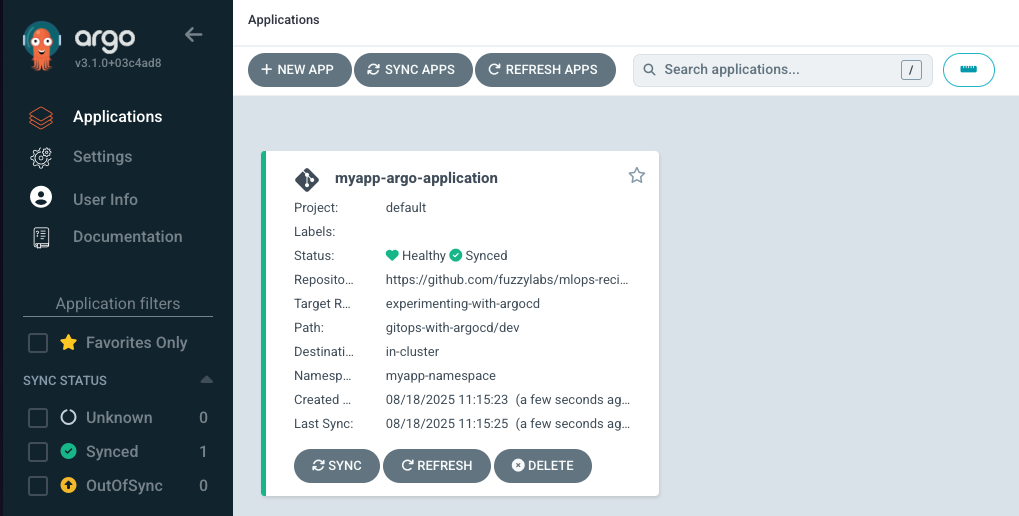 argo
v3.1.0+03c4ad8
Applications
Settings
User Info
Documentation
Application filters
Favorites Only
SYNC STATUS
Unknown 0
Synced 1
OutOfSync 0
Applications
NEW APP SYNC APPS REFRESH APPS Search applications... /
myapp-argo-application
Project: default
Labels:
Status: Healthy Synced
Reposito... https://github.com/fuzzylabs/mlops-reci...
Target R... experimenting-with-argocd
Path: gitops-with-argocd/dev
Destinati... in-cluster
Namesp... myapp-namespace
Created ... 08/18/2025 11:15:23 (a few seconds ag...
Last Sync: 08/18/2025 11:15:25 (a few seconds ag...
SYNC REFRESH DELETE